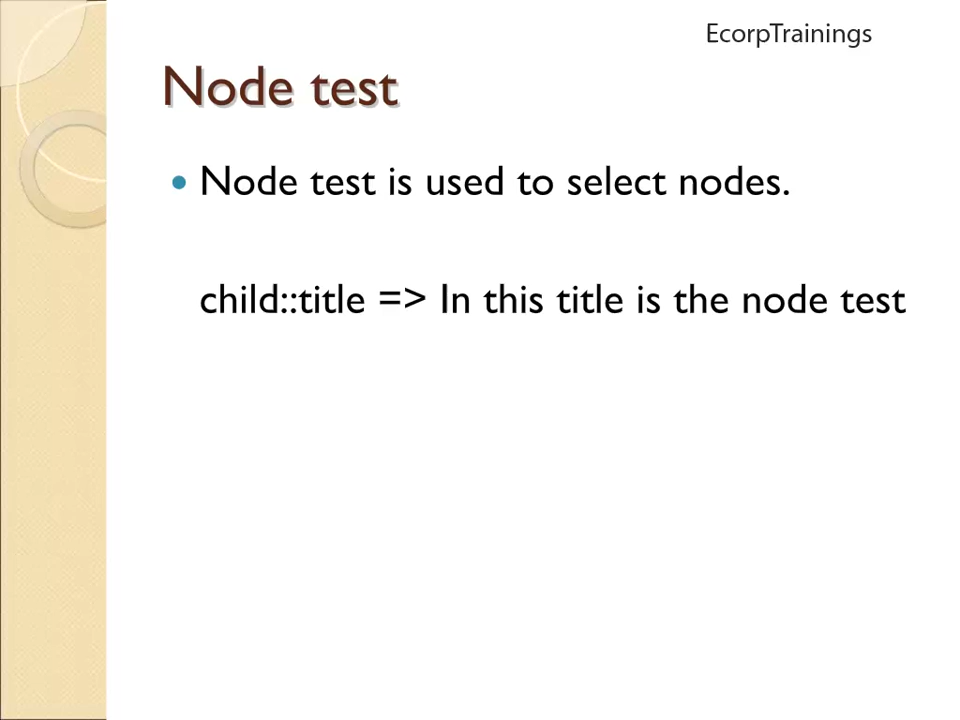 EcorpTrainings
Node test
• Node test is used to select nodes.
child::title => In this title is the node test